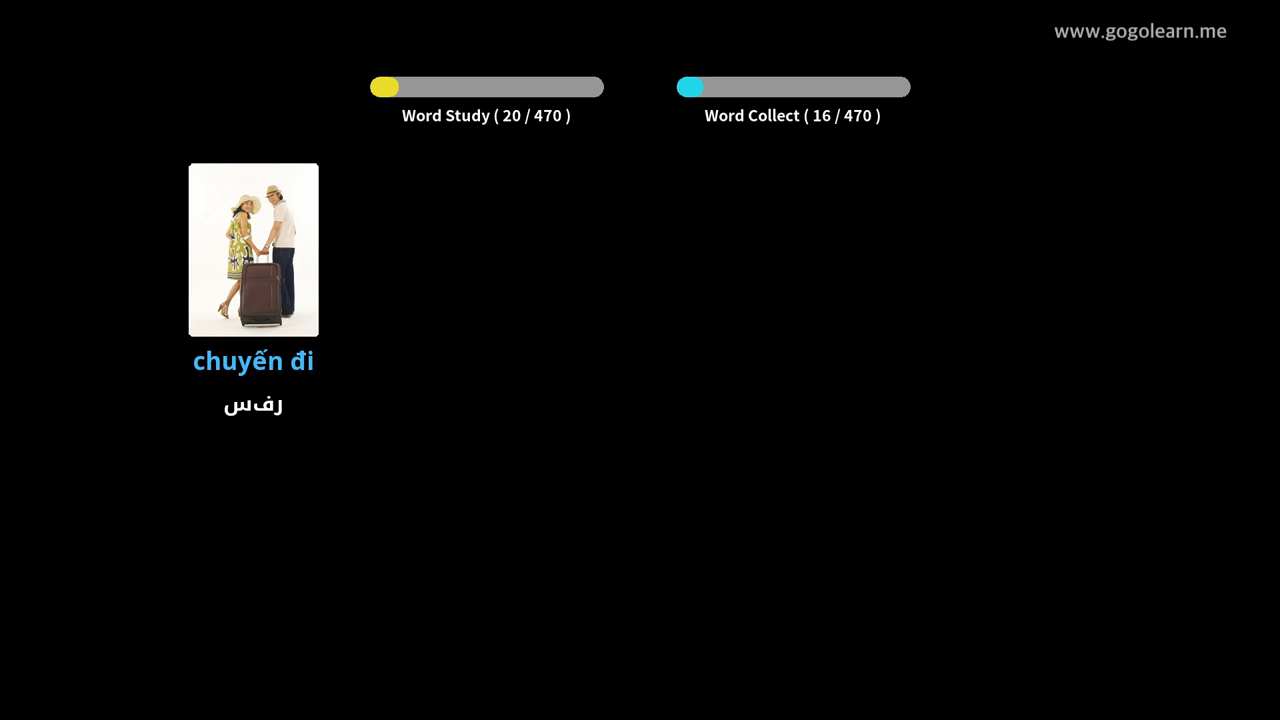 www.gogolearn.me
Word Study ( 20 / 470 )
Word Collect ( 16 / 470 )
chuyến đi
رفس